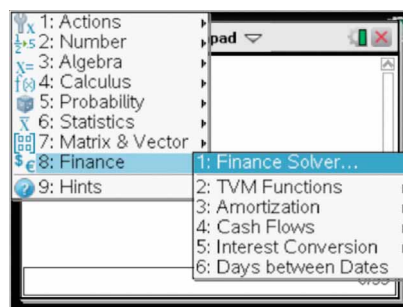 1: Actions
2: Number
3: Algebra
4: Calculus
5: Probability
6: Statistics
7: Matrix & Vector
8: Finance
9: Hints
pad
1: Finance Solver...
2: TVM Functions
3: Amortization
4: Cash Flows
5: Interest Conversion
6: Days between Dates